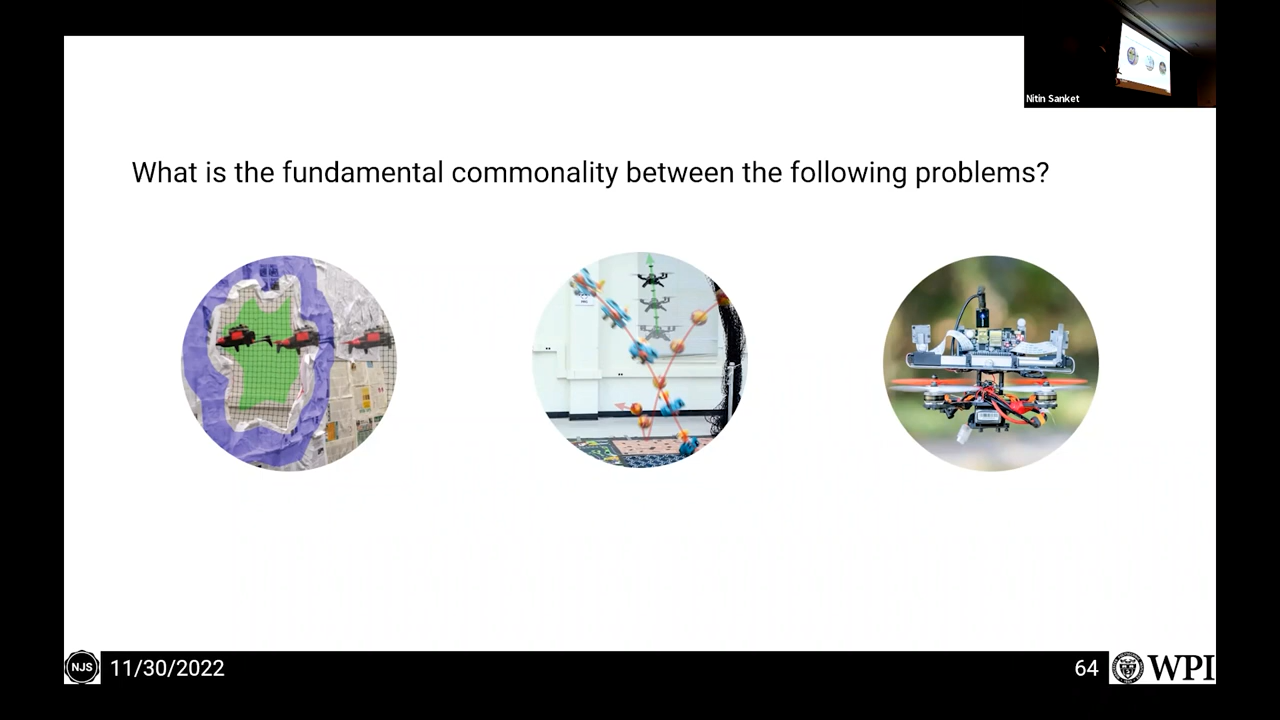 Nitin Sanket
What is the fundamental commonality between the following problems?
NJS
11/30/2022
64
WPI